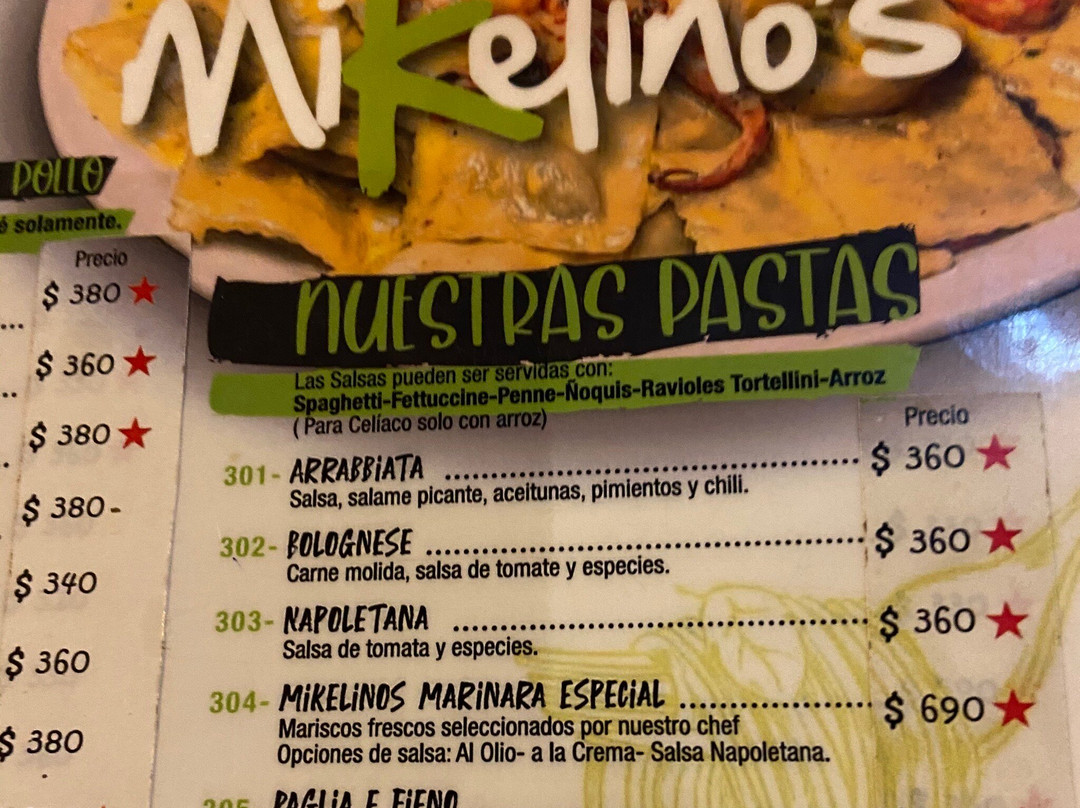 Mikelino's
POLLO
é solamente.
Precio
$ 380
$ 360
$ 380
$ 380-
$ 340
$ 360
$ 380
NUESTRAS PASTAS
Las Salsas pueden ser servidas con:
Spaghetti-Fettuccine-Penne-Ñoquis-Ravioles Tortellini-Arroz
( Para Celíaco solo con arroz)
Precio
301- ARRABBIATA ........................................................ $ 360
Salsa, salame picante, aceitunas, pimientos y chili.
302- BOLOGNESE ........................................................ $ 360
Carne molida, salsa de tomate y especies.
303- NAPOLETANA ..................................................... $ 360
Salsa de tomata y especies.
304- MIKELINOS MARINARA ESPECIAL ......................... $ 690
Mariscos frescos seleccionados por nuestro chef
Opciones de salsa: Al Olio- a la Crema- Salsa Napoletana.
305- PAGLIA E FIENO